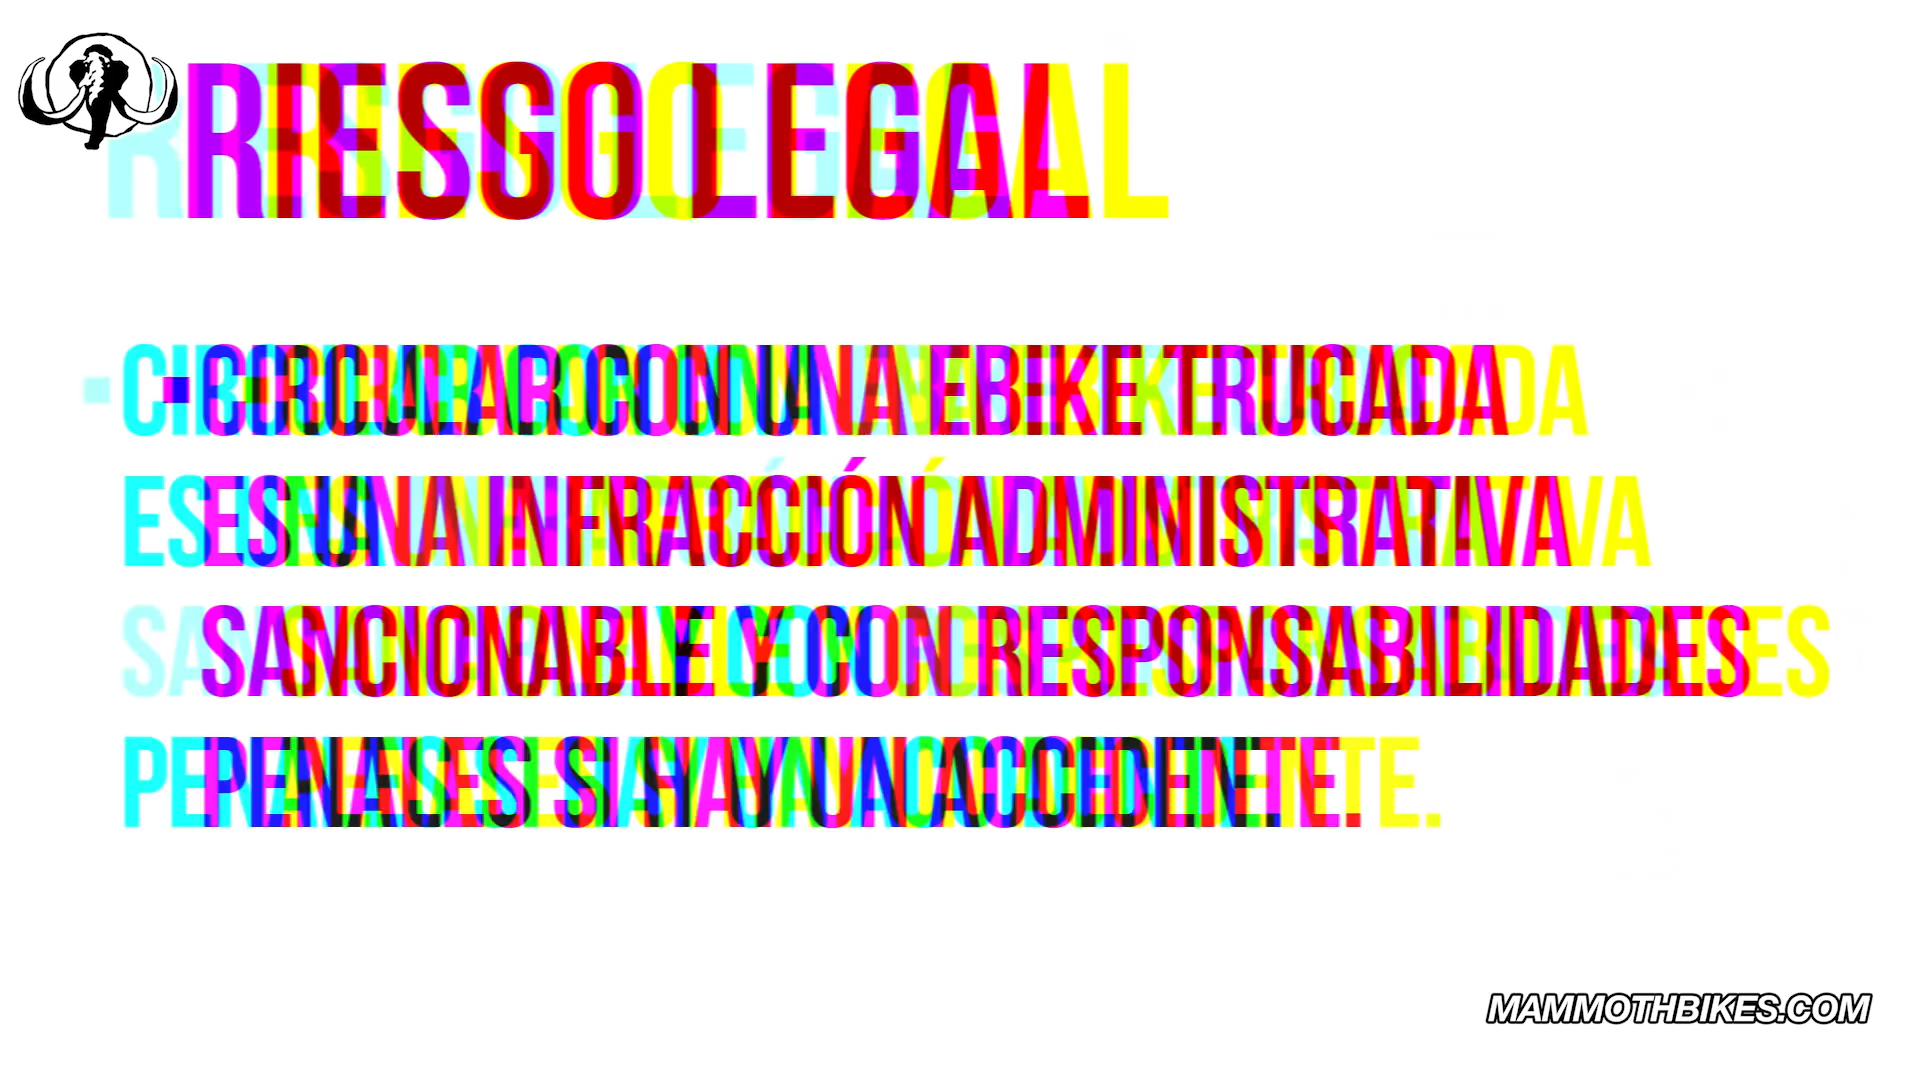 RIESGO LEGAL
▪ CIRCULAR CON UNA EBIKE TRUCADA
ES UNA INFRACCIÓN ADMINISTRATIVA
SANCIONABLE Y CON RESPONSABILIDADES
PENALES SI HAY UN ACCIDENTE.
MAMMOTHBIKES.COM